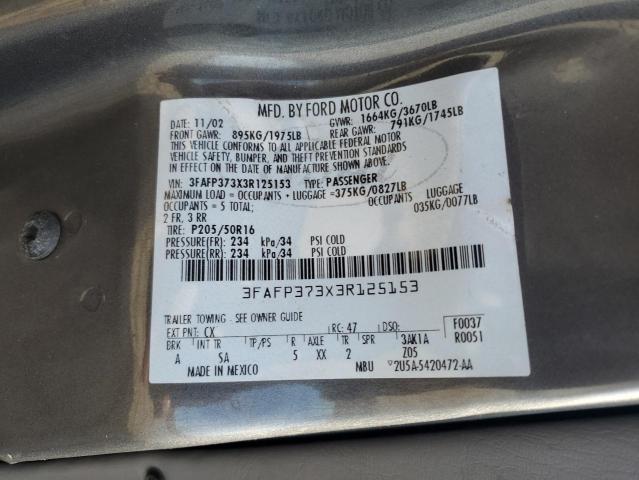 MFD. BY FORD MOTOR CO.
DATE: 11/02 GVWR: 1664KG/3670LB
FRONT GAWR: 895KG/1975LB REAR GAWR: 791KG/1745LB
THIS VEHICLE CONFORMS TO ALL APPLICABLE FEDERAL MOTOR
VEHICLE SAFETY, BUMPER, AND THEFT PREVENTION STANDARDS
IN EFFECT ON THE DATE OF MANUFACTURE SHOWN ABOVE.
VIN: 3FAFP373X3R125153 TYPE: PASSENGER
MAXIMUM LOAD = OCCUPANTS + LUGGAGE =375KG/0827LB
OCCUPANTS = 5 TOTAL; OCCUPANTS LUGGAGE
2 FR, 3 RR 035KG/0077LB
TIRE: P205/50R16
PRESSURE(FR): 234 kPa/34 PSI COLD
PRESSURE(RR): 234 kPa/34 PSI COLD
3FAFP373X3R125153
TRAILER TOWING - SEE OWNER GUIDE
EXT PNT: CX RC: 47 DSO: F0037
BRK INT TR TP/PS R AXLE TR SPR 3AK1A R0051
A SA 5 XX 2 Z05
MADE IN MEXICO MBU 2U5A-5420472-AA